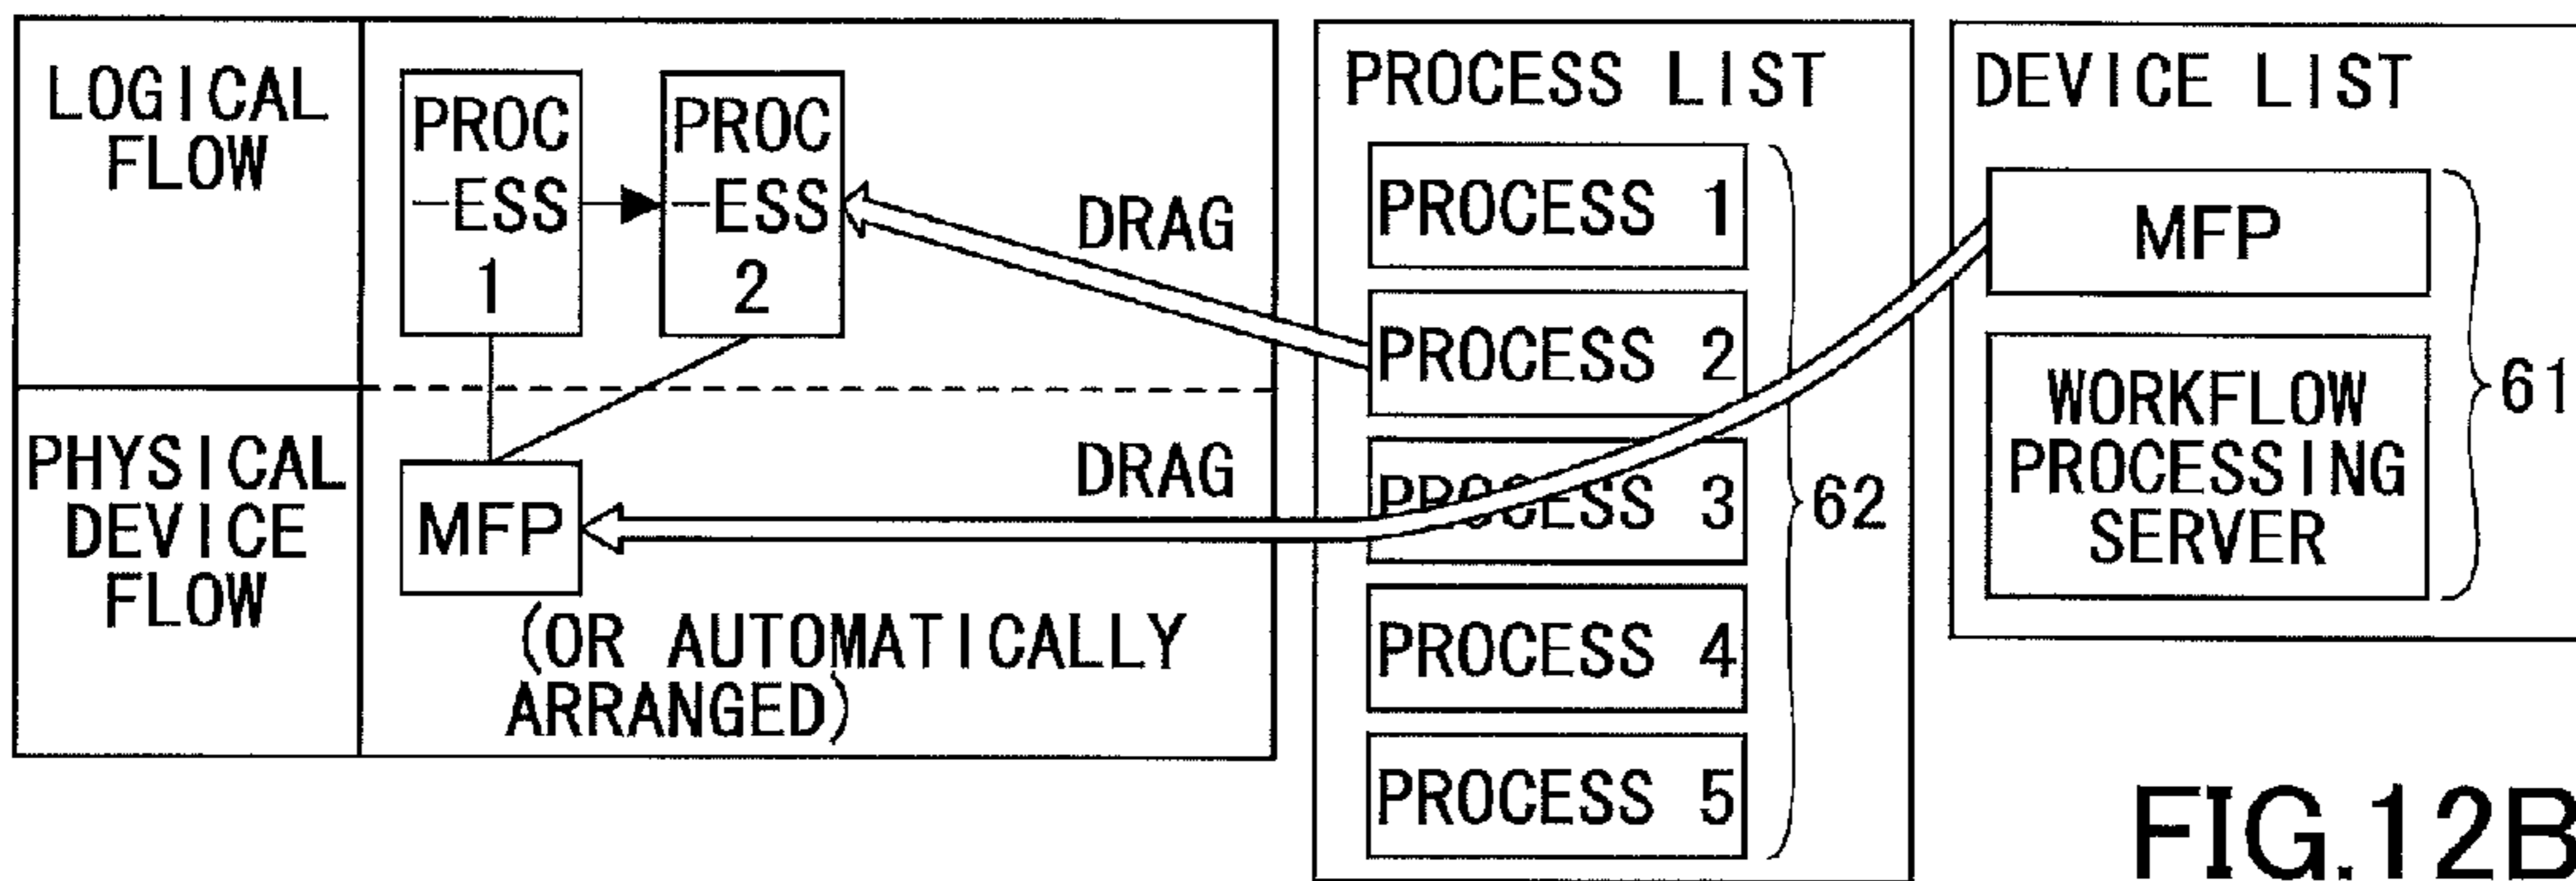 LOGICAL
FLOW
PROC
-ESS
1
PROC
-ESS
2
DRAG
PHYSICAL
DEVICE
FLOW
MFP
DRAG
(OR AUTOMATICALLY
ARRANGED)
PROCESS LIST
PROCESS 1
PROCESS 2
PROCESS 3
PROCESS 4
PROCESS 5
62
DEVICE LIST
MFP
WORKFLOW
PROCESSING
SERVER
61
FIG.12B